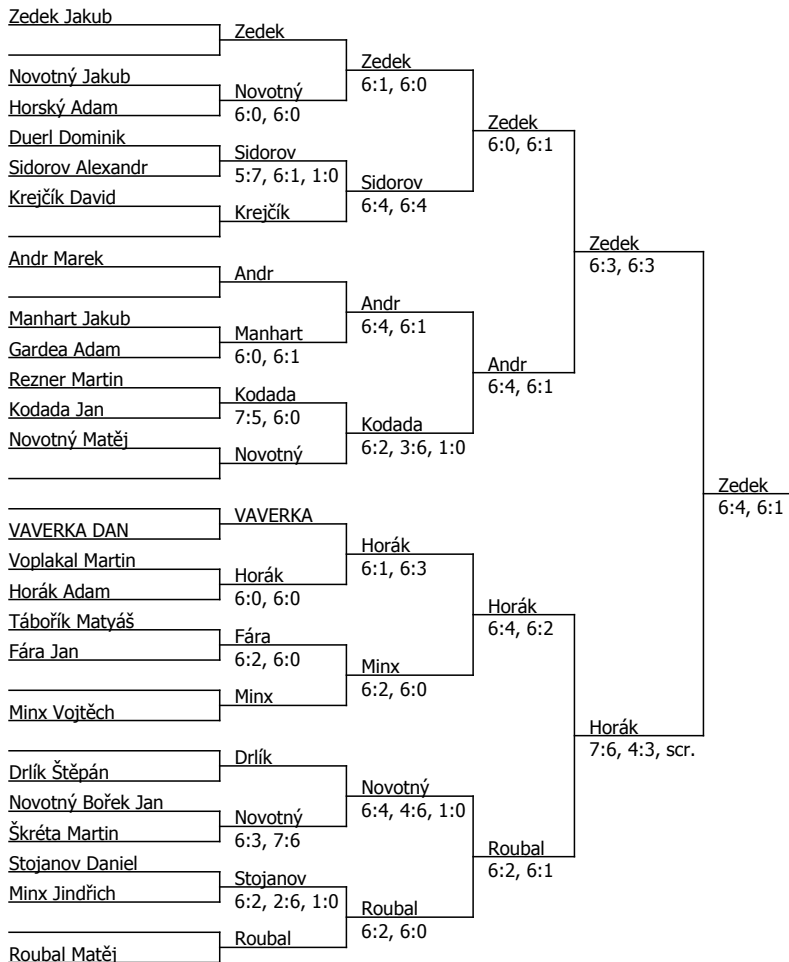 Zedek Jakub
Zedek
Zedek
6:1, 6:0
Novotný Jakub
Novotný
6:0, 6:0
Horský Adam
Zedek
6:0, 6:1
Duerl Dominik
Sidorov
5:7, 6:1, 1:0
Sidorov Alexandr
Sidorov
6:4, 6:4
Krejčík David
Krejčík
Zedek
6:3, 6:3
Andr Marek
Andr
Andr
6:4, 6:1
Manhart Jakub
Manhart
6:0, 6:1
Gardea Adam
Andr
6:4, 6:1
Rezner Martin
Kodada
7:5, 6:0
Kodada Jan
Kodada
6:2, 3:6, 1:0
Novotný Matěj
Novotný
Zedek
6:4, 6:1
VAVERKA
VAVERKA DAN
Horák
6:1, 6:3
Voplakal Martin
Horák
6:0, 6:0
Horák Adam
Horák
6:4, 6:2
Tábořík Matyáš
Fára
6:2, 6:0
Fára Jan
Minx
6:2, 6:0
Minx
Minx Vojtěch
Horák
7:6, 4:3, scr.
Drlík
Drlík Štěpán
Novotný
6:4, 4:6, 1:0
Novotný Bořek Jan
Novotný
6:3, 7:6
Škréta Martin
Roubal
6:2, 6:1
Stojanov Daniel
Stojanov
6:2, 2:6, 1:0
Minx Jindřich
Roubal
6:2, 6:0
Roubal
Roubal Matěj